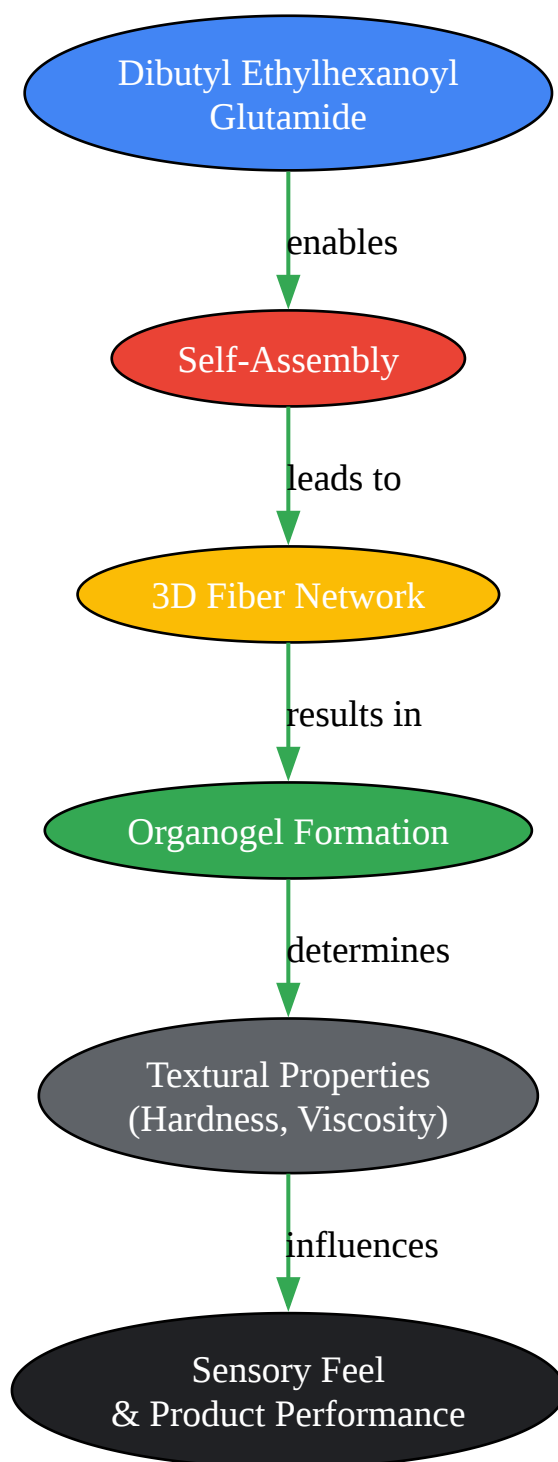 Dibutyl Ethylhexanoyl
Glutamide
enables
Self-Assembly
leads to
3D Fiber Network
results in
Organogel Formation
determines
Textural Properties
(Hardness, Viscosity)
influences
Sensory Feel
& Product Performance